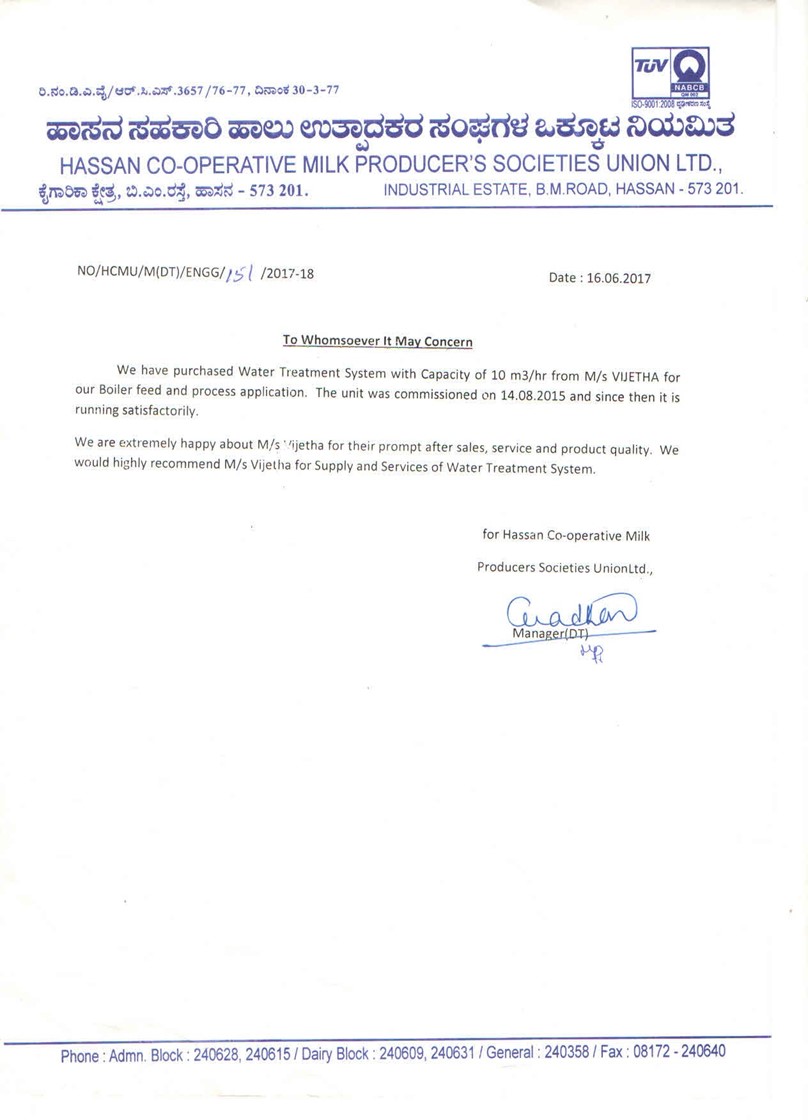 ರಿ.ನಂ.ಡಿ.ಎ.ವೈ/ಆರ್.ಸಿ.ಎಸ್.3657/76-77, ದಿನಾಂಕ 30-3-77
TÜV
NABCB
QM 002
ISO-9001:2008 ದೃಢೀಕರಣ ಸಂಸ್ಥೆ
ಹಾಸನ ಸಹಕಾರಿ ಹಾಲು ಉತ್ಪಾದಕರ ಸಂಘಗಳ ಒಕ್ಕೂಟ ನಿಯಮಿತ
HASSAN CO-OPERATIVE MILK PRODUCER'S SOCIETIES UNION LTD.,
ಕೈಗಾರಿಕಾ ಕ್ಷೇತ್ರ, ಬಿ.ಎಂ.ರಸ್ತೆ, ಹಾಸನ - 573 201. INDUSTRIAL ESTATE, B.M.ROAD, HASSAN - 573 201.
NO/HCMU/M(DT)/ENGG/151 /2017-18 Date : 16.06.2017
To Whomsoever It May Concern
We have purchased Water Treatment System with Capacity of 10 m3/hr from M/s VIJETHA for
our Boiler feed and process application. The unit was commissioned on 14.08.2015 and since then it is
running satisfactorily.
We are extremely happy about M/s Vijetha for their prompt after sales, service and product quality. We
would highly recommend M/s Vijetha for Supply and Services of Water Treatment System.
for Hassan Co-operative Milk
Producers Societies UnionLtd.,
Manager(DT)
Phone : Admn. Block : 240628, 240615 / Dairy Block : 240609, 240631 / General : 240358 / Fax : 08172 - 240640